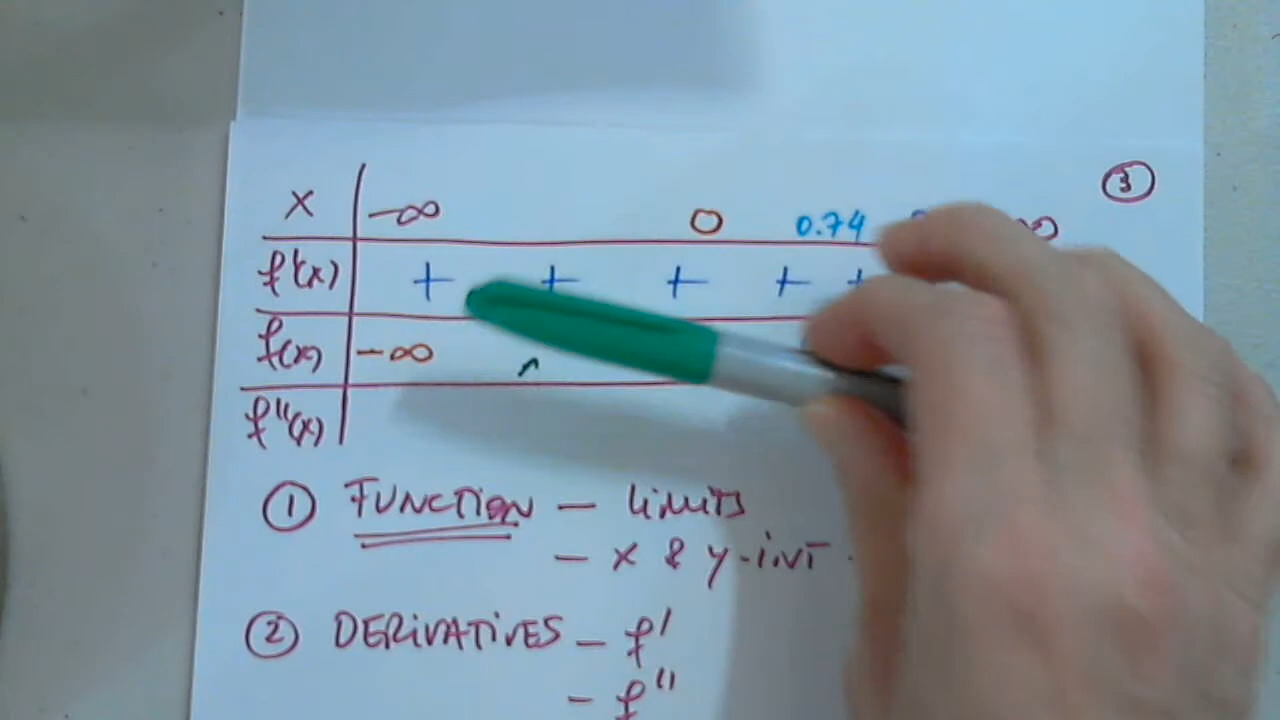 ③
x -∞ 0 0.74 ∞
f'(x) + + + + +
f(x) -∞
f''(x)
① FUNCTION - limits
- x & y-int.
② DERIVATIVES - f'
- f''